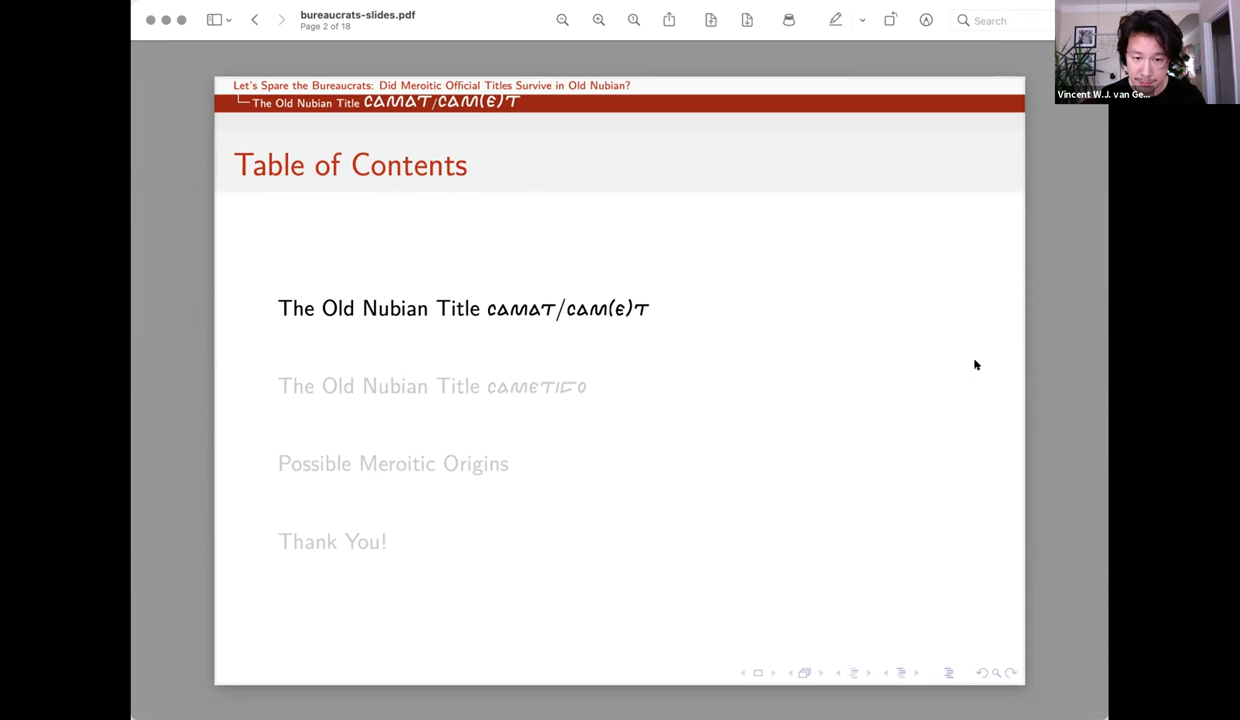 bureaucrats-slides.pdf
Page 2 of 18
Search
Vincent W.J. van Ge...
Let's Spare the Bureaucrats: Did Meroitic Official Titles Survive in Old Nubian?
The Old Nubian Title ⲥⲁⲙⲁⲧ/ⲥⲁⲙ(ⲉ)ⲧ
Table of Contents
The Old Nubian Title ⲥⲁⲙⲁⲧ/ⲥⲁⲙ(ⲉ)ⲧ
The Old Nubian Title ⲥⲁⲙⲉⲧⲓⳟⲟ
Possible Meroitic Origins
Thank You!